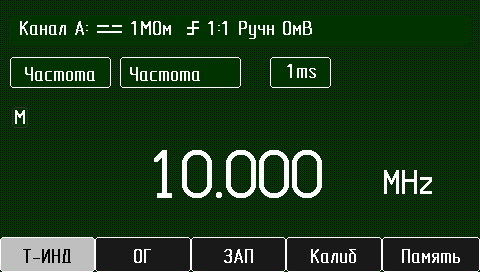 Канал А: 1МОм 1:1 Ручн 0мВ
Частота Частота 1ms
М
10.000 MHz
Т-ИНД ОГ ЗАП Калиб Память